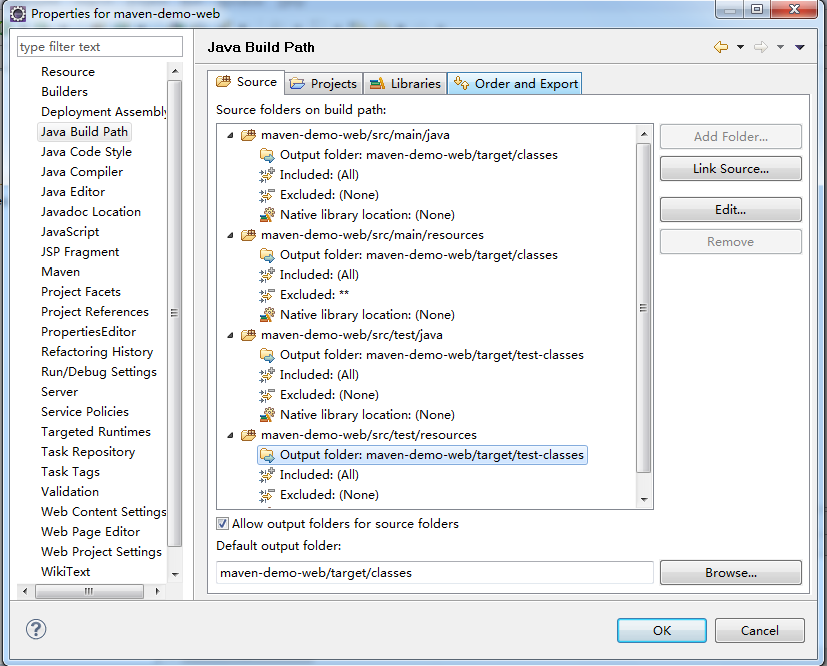 Properties for maven-demo-web
type filter text
Resource
Builders
Deployment Assembly
Java Build Path
Java Code Style
Java Compiler
Java Editor
Javadoc Location
JavaScript
JSP Fragment
Maven
Project Facets
Project References
PropertiesEditor
Refactoring History
Run/Debug Settings
Server
Service Policies
Targeted Runtimes
Task Repository
Task Tags
Validation
Web Content Settings
Web Page Editor
Web Project Settings
WikiText
Java Build Path
Source Projects Libraries Order and Export
Source folders on build path:
maven-demo-web/src/main/java
Output folder: maven-demo-web/target/classes
Included: (All)
Excluded: (None)
Native library location: (None)
maven-demo-web/src/main/resources
Output folder: maven-demo-web/target/classes
Included: (All)
Excluded: **
Native library location: (None)
maven-demo-web/src/test/java
Output folder: maven-demo-web/target/test-classes
Included: (All)
Excluded: (None)
Native library location: (None)
maven-demo-web/src/test/resources
Output folder: maven-demo-web/target/test-classes
Included: (All)
Excluded: (None)
Add Folder...
Link Source...
Edit...
Remove
Allow output folders for source folders
Default output folder:
maven-demo-web/target/classes
Browse...
?
OK
Cancel